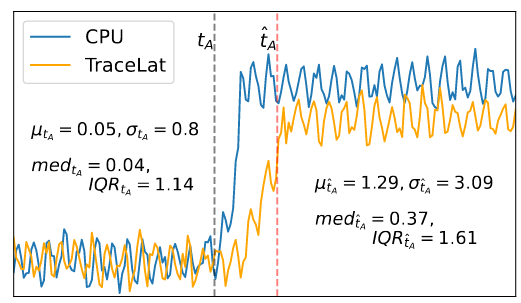 CPU
TraceLat
t_A
t̂_A
μ_{t_A} = 0.05, σ_{t_A} = 0.8
med_{t_A} = 0.04,
IQR_{t_A} = 1.14
μ_{t̂_A} = 1.29, σ_{t̂_A} = 3.09
med_{t̂_A} = 0.37,
IQR_{t̂_A} = 1.61